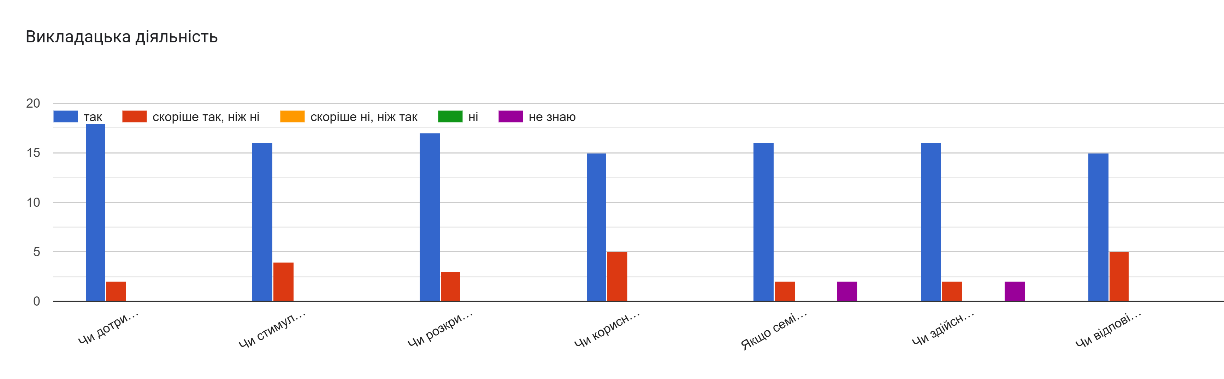 Викладацька діяльність
20
так
скоріше так, ніж ні
скоріше ні, ніж так
ні
не знаю
15
10
5
0
Чи дотри…
Чи стимул…
Чи розкри…
Чи корисн…
Якщо семі…
Чи здійсн…
Чи відпові…